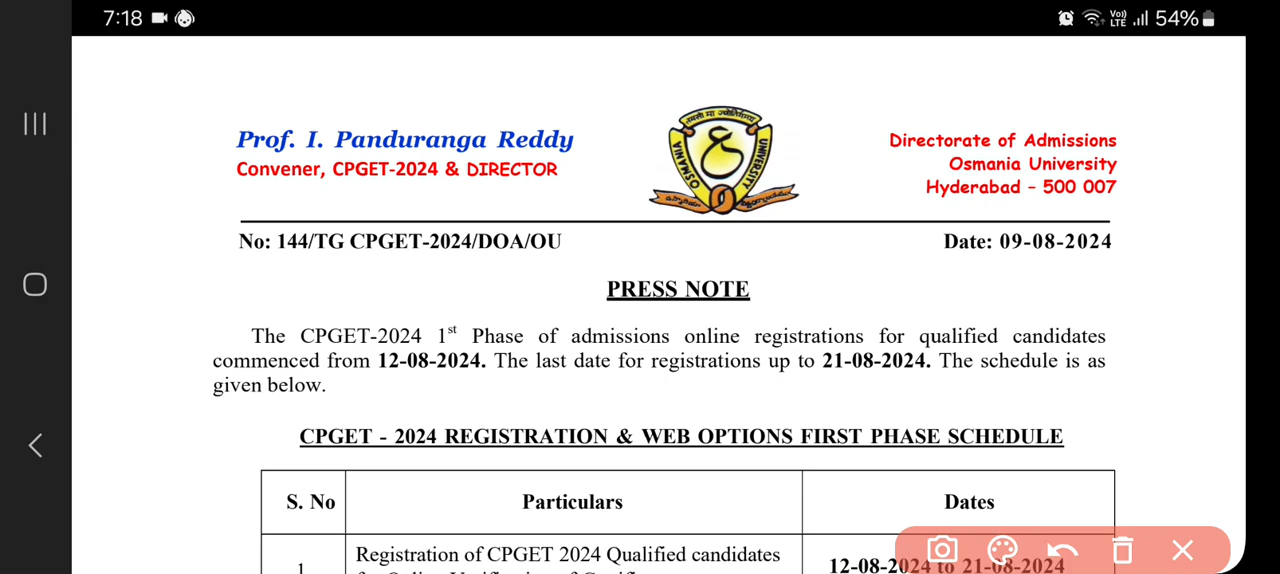 7:18
Vo))
LTE
54%
Prof. I. Panduranga Reddy
Convener, CPGET-2024 & DIRECTOR
OSMANIA UNIVERSITY
Directorate of Admissions
Osmania University
Hyderabad - 500 007
No: 144/TG CPGET-2024/DOA/OU
Date: 09-08-2024
PRESS NOTE
The CPGET-2024 1st Phase of admissions online registrations for qualified candidates
commenced from 12-08-2024. The last date for registrations up to 21-08-2024. The schedule is as
given below.
CPGET - 2024 REGISTRATION & WEB OPTIONS FIRST PHASE SCHEDULE
S. No Particulars Dates
1 Registration of CPGET 2024 Qualified candidates 12-08-2024 to 21-08-2024